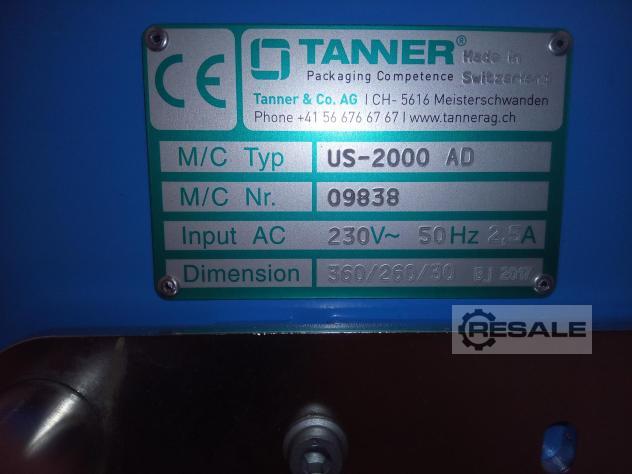 CE TANNER® Made in
Packaging Competence Switzerland
Tanner & Co. AG | CH- 5616 Meisterschwanden
Phone +41 56 676 67 67 | www.tannerag.ch
M/C Typ US-2000 AD
M/C Nr. 09838
Input AC 230V~ 50Hz 2,5A
Dimension 360/260/30 BJ 2017
RESALE